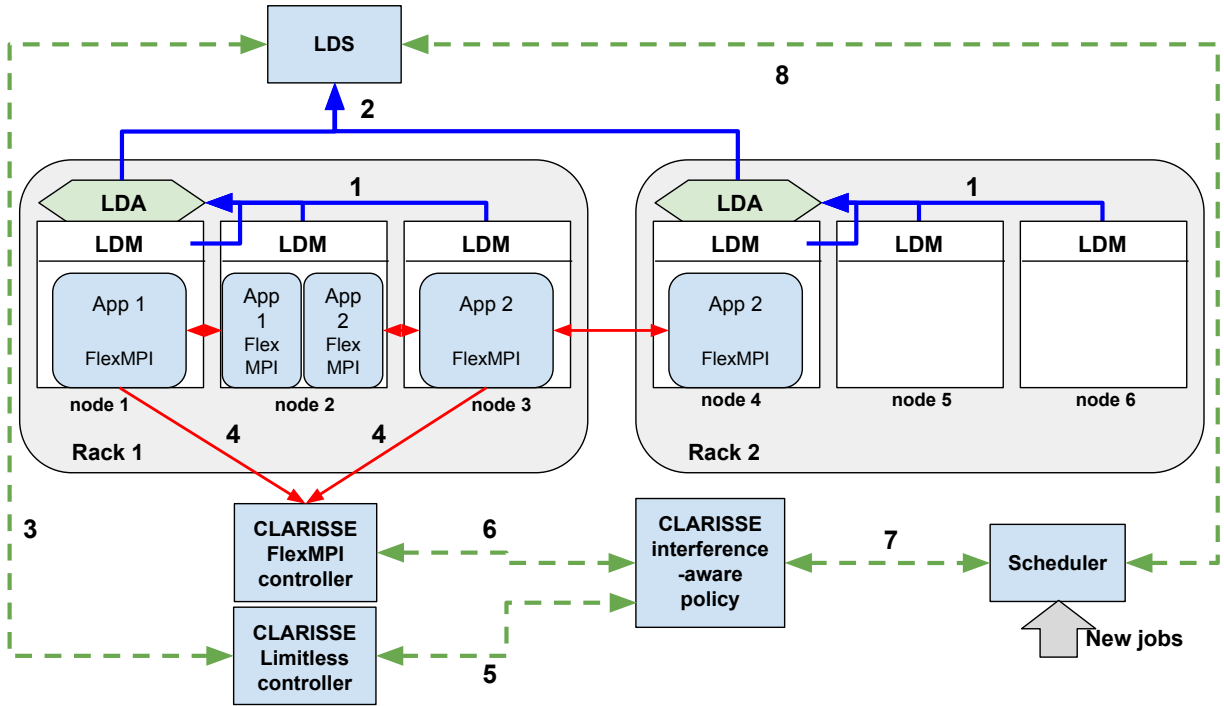 LDS
8
2
1
1
LDA
LDA
LDM
LDM
LDM
LDM
LDM
LDM
App 1
FlexMPI
App
1
Flex
MPI
App
2
Flex
MPI
App 2
FlexMPI
App 2
FlexMPI
node 1
node 2
node 3
node 4
node 5
node 6
Rack 1
4
4
Rack 2
3
CLARISSE
FlexMPI
controller
6
CLARISSE
interference
-aware
policy
7
Scheduler
New jobs
CLARISSE
Limitless
controller
5